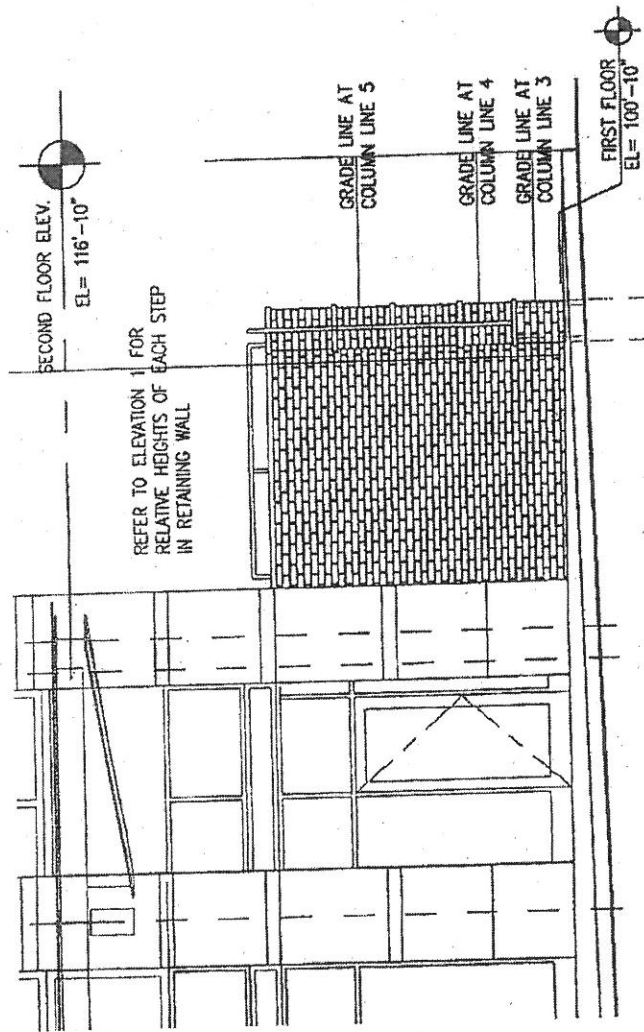 SECOND FLOOR ELEV.
EL= 116'-10"
REFER TO ELEVATION 1 FOR
RELATIVE HEIGHTS OF EACH STEP
IN RETAINING WALL
GRADE LINE AT
COLUMN LINE 5
GRADE LINE AT
COLUMN LINE 4
GRADE LINE AT
COLUMN LINE 3
FIRST FLOOR
EL= 100'-10"